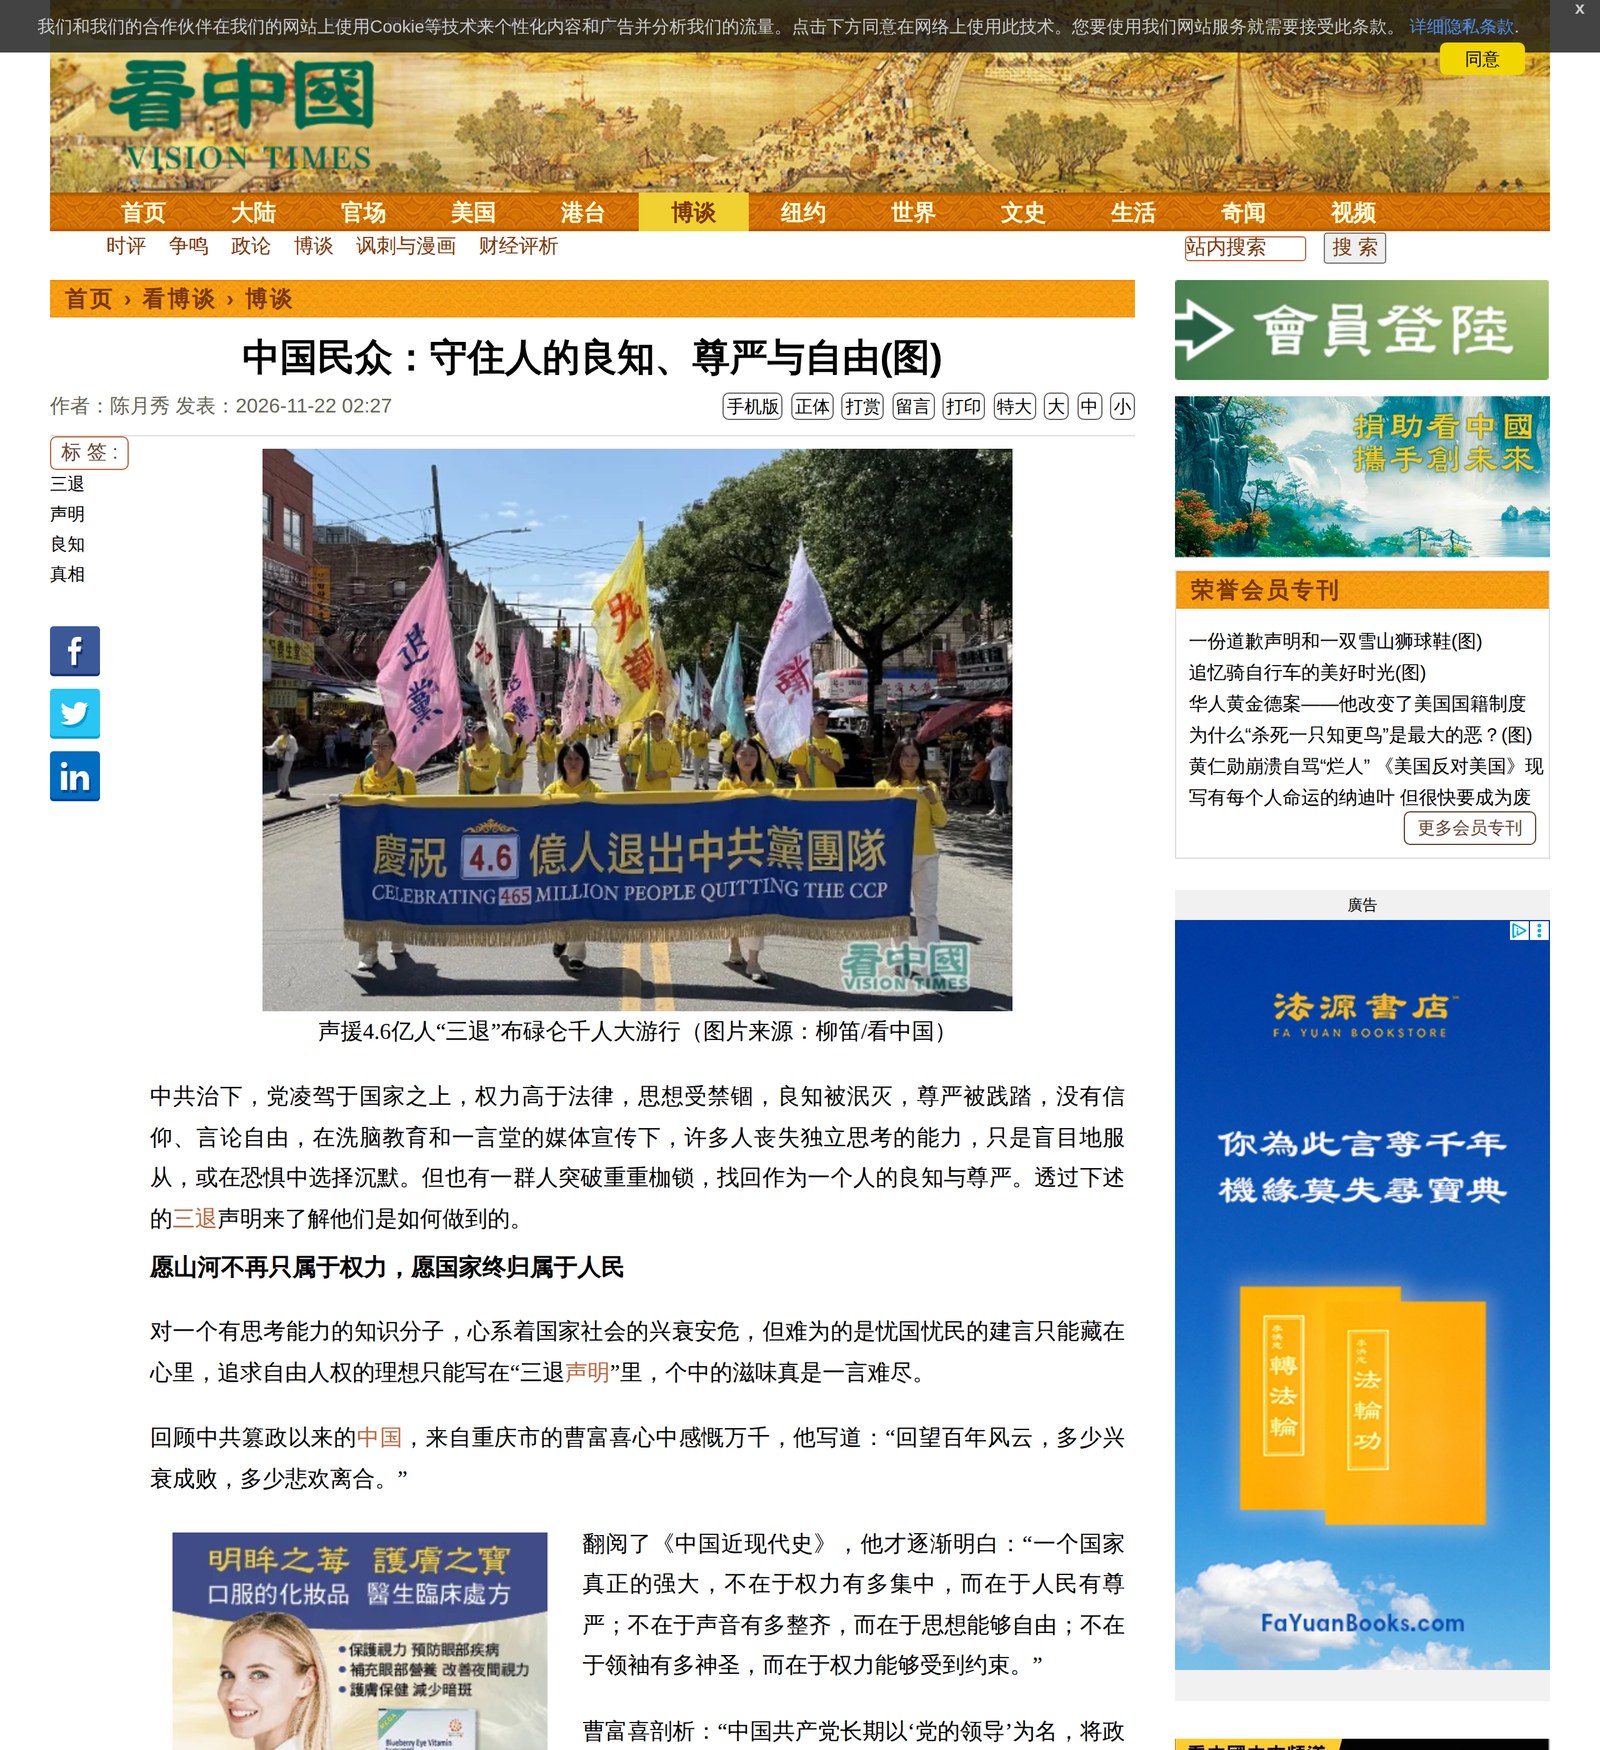 我们和我们的合作伙伴在我们的网站上使用Cookie等技术来个性化内容和广告并分析我们的流量。点击下方同意在网络上使用此技术。您要使用我们网站服务就需要接受此条款。 详细隐私条款.
x
同意
看中國
VISION TIMES
首页 大陆 官场 美国 港台 博谈 纽约 世界 文史 生活 奇闻 视频
时评 争鸣 政论 博谈 讽刺与漫画 财经评析
站内搜索 搜 索
首页 › 看博谈 › 博谈
中国民众：守住人的良知、尊严与自由(图)
作者：陈月秀 发表：2026-11-22 02:27
手机版 正体 打赏 留言 打印 特大 大 中 小
标 签 :
三退
声明
良知
真相
慶祝 4.6 億人退出中共黨團隊
CELEBRATING 465 MILLION PEOPLE QUITTING THE CCP
看中國
VISION TIMES
声援4.6亿人“三退”布碌仑千人大游行（图片来源：柳笛/看中国）
中共治下，党凌驾于国家之上，权力高于法律，思想受禁锢，良知被泯灭，尊严被践踏，没有信
仰、言论自由，在洗脑教育和一言堂的媒体宣传下，许多人丧失独立思考的能力，只是盲目地服
从，或在恐惧中选择沉默。但也有一群人突破重重枷锁，找回作为一个人的良知与尊严。透过下述
的三退声明来了解他们是如何做到的。
愿山河不再只属于权力，愿国家终归属于人民
对一个有思考能力的知识分子，心系着国家社会的兴衰安危，但难为的是忧国忧民的建言只能藏在
心里，追求自由人权的理想只能写在“三退声明”里，个中的滋味真是一言难尽。
回顾中共篡政以来的中国，来自重庆市的曹富喜心中感慨万千，他写道：“回望百年风云，多少兴
衰成败，多少悲欢离合。”
明眸之莓 護膚之寶
口服的化妝品 醫生臨床處方
•保護視力 預防眼部疾病
•補充眼部營養 改善夜間視力
•護膚保健 減少暗斑
Blueberry Eye Vitamin
翻阅了《中国近现代史》，他才逐渐明白：“一个国家
真正的强大，不在于权力有多集中，而在于人民有尊
严；不在于声音有多整齐，而在于思想能够自由；不在
于领袖有多神圣，而在于权力能够受到约束。”
曹富喜剖析：“中国共产党长期以‘党的领导’为名，将政
會員登陸
捐助看中國
攜手創未來
荣誉会员专刊
一份道歉声明和一双雪山狮球鞋(图)
追忆骑自行车的美好时光(图)
华人黄金德案——他改变了美国国籍制度
为什么“杀死一只知更鸟”是最大的恶？(图)
黄仁勋崩溃自骂“烂人” 《美国反对美国》现
写有每个人命运的纳迪叶 但很快要成为废
更多会员专刊
廣告
法源書店
FA YUAN BOOKSTORE
你為此言尋千年
機緣莫失尋寶典
李洪志
轉法輪
李洪志
法輪功
FaYuanBooks.com